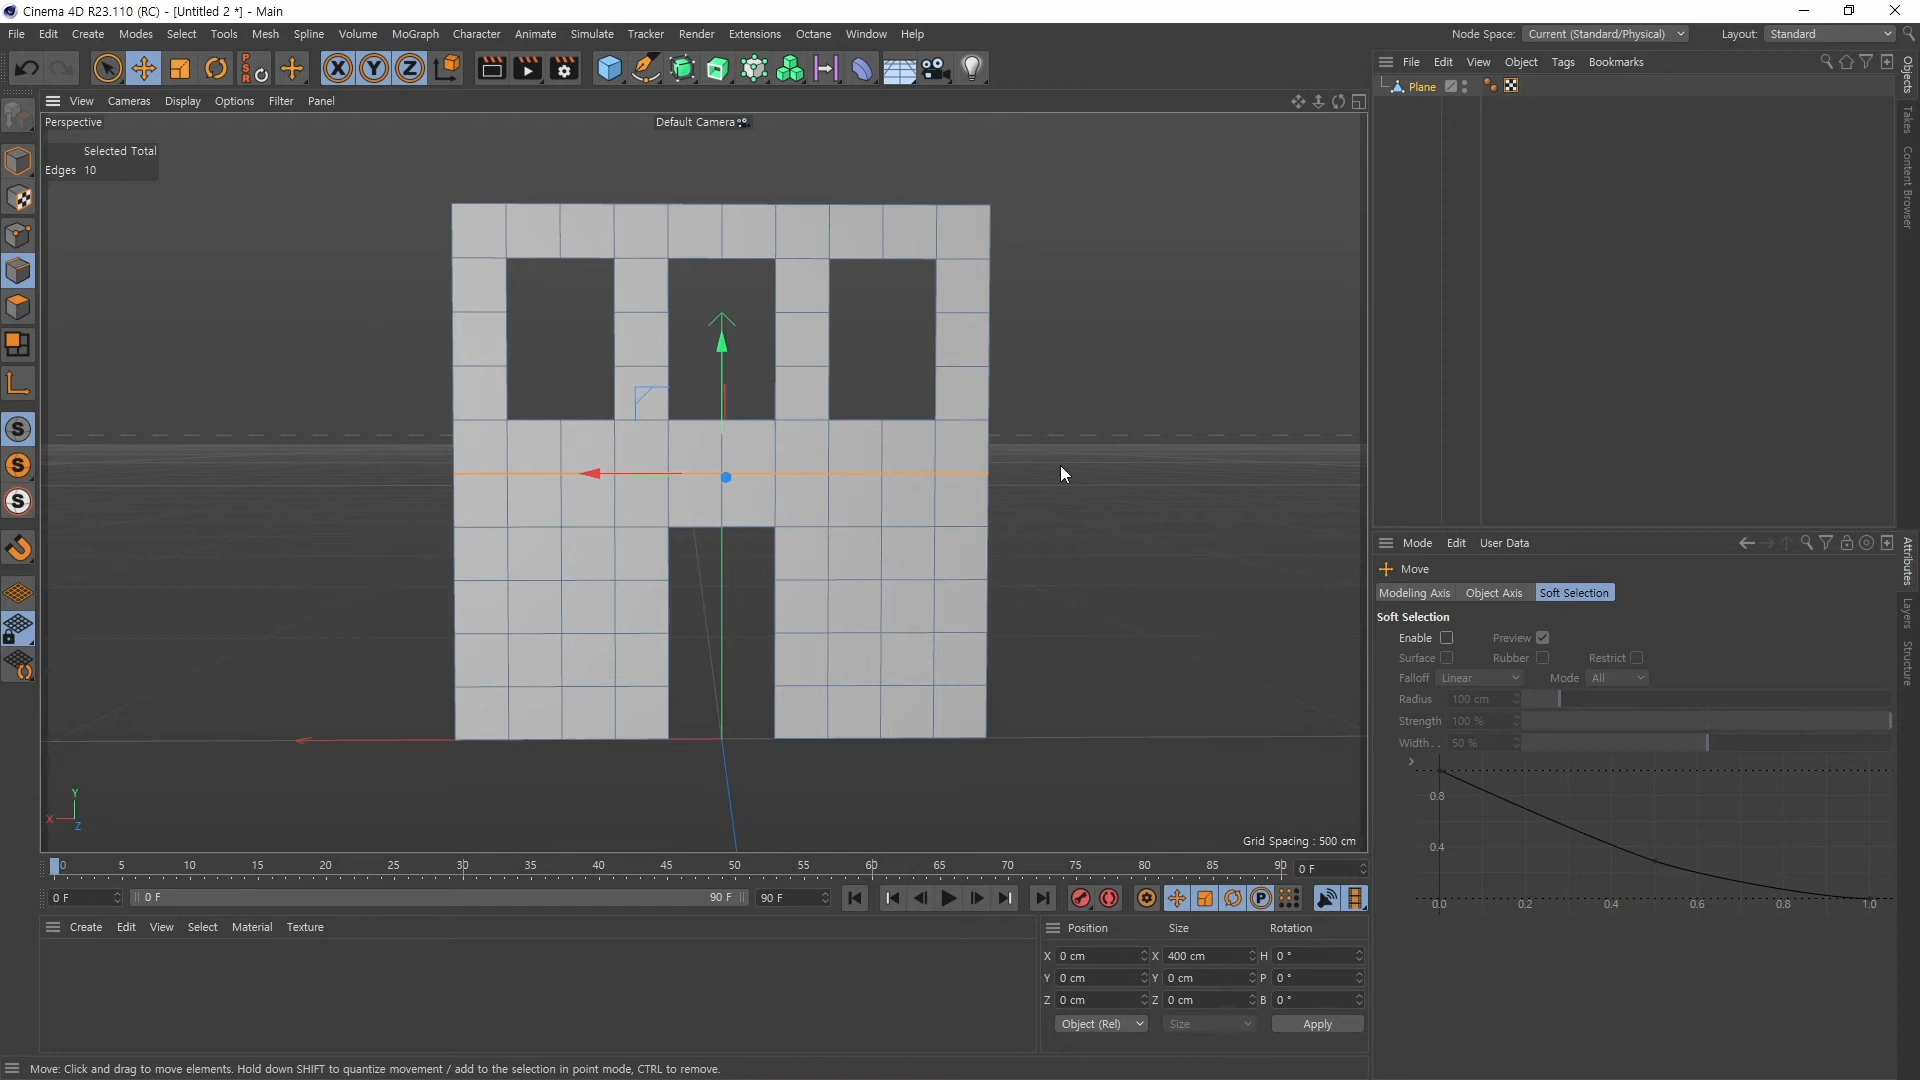 Cinema 4D R23.110 (RC) - [Untitled 2 *] - Main
File Edit Create Modes Select Tools Mesh Spline Volume MoGraph Character Animate Simulate Tracker Render Extensions Octane Window Help
Node Space: Current (Standard/Physical) Layout: Standard
PSR X Y Z
File Edit View Object Tags Bookmarks
Plane
Objects
Takes
Content Browser
View Cameras Display Options Filter Panel
Perspective
Default Camera
Selected Total
Edges 10
S
S
S
Y
X
Z
Grid Spacing : 500 cm
Mode Edit User Data
Move
Modeling Axis Object Axis Soft Selection
Soft Selection
Enable Preview
Surface Rubber Restrict
Falloff Linear Mode All
Radius 100 cm
Strength 100 %
Width. . 50 %
0.8
0.4
0.0 0.2 0.4 0.6 0.8 1.0
Attributes
Layers
Structure
0 5 10 15 20 25 30 35 40 45 50 55 60 65 70 75 80 85 90 0 F
0 F 0 F 90 F 90 F
P
Create Edit View Select Material Texture
Position Size Rotation
X 0 cm X 400 cm H 0 °
Y 0 cm Y 0 cm P 0 °
Z 0 cm Z 0 cm B 0 °
Object (Rel) Size Apply
Move: Click and drag to move elements. Hold down SHIFT to quantize movement / add to the selection in point mode, CTRL to remove.